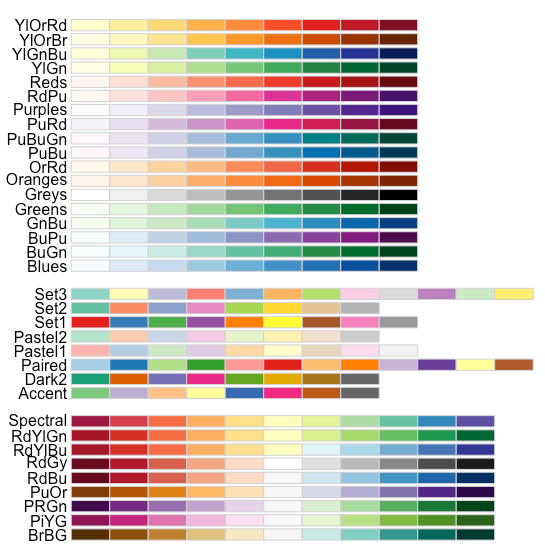 YlOrRd
YlOrBr
YlGnBu
YlGn
Reds
RdPu
Purples
PuRd
PuBuGn
PuBu
OrRd
Oranges
Greys
Greens
GnBu
BuPu
BuGn
Blues
Set3
Set2
Set1
Pastel2
Pastel1
Paired
Dark2
Accent
Spectral
RdYlGn
RdYlBu
RdGy
RdBu
PuOr
PRGn
PiYG
BrBG